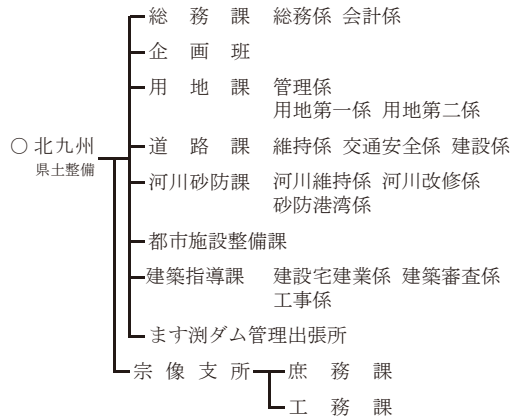 総務課 総務係 会計係
企画班
用地課 管理係
用地第一係 用地第二係
○北九州 道路課 維持係 交通安全係 建設係
県土整備
河川砂防課 河川維持係 河川改修係
砂防港湾係
都市施設整備課
建築指導課 建設宅建業係 建築審査係
工事係
ます渕ダム管理出張所
宗像支所 庶務課
工務課